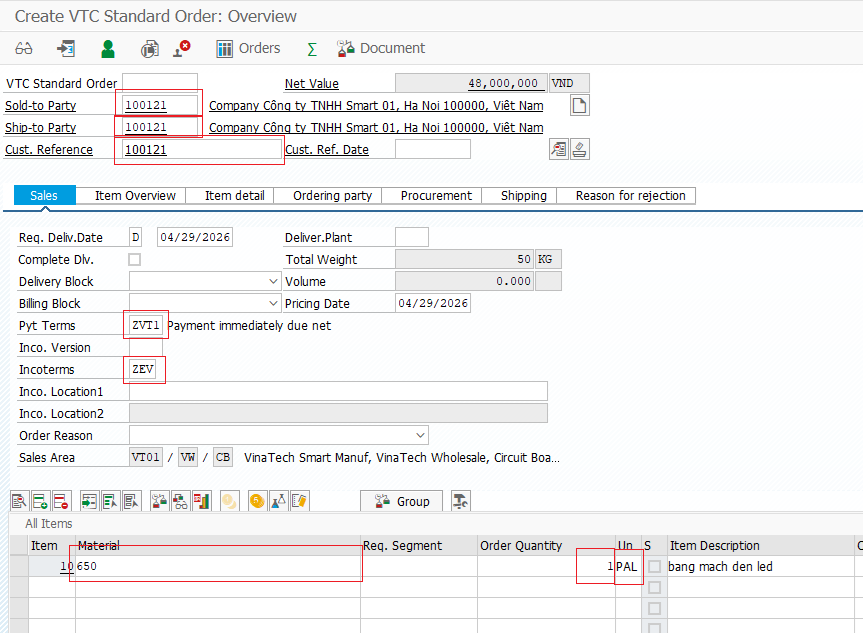 Create VTC Standard Order: Overview
Orders Document
VTC Standard Order Net Value 48,000,000 VND
Sold-to Party 100121 Company Công ty TNHH Smart 01, Ha Noi 100000, Viêt Nam
Ship-to Party 100121 Company Công ty TNHH Smart 01, Ha Noi 100000, Viêt Nam
Cust. Reference 100121 Cust. Ref. Date
Sales Item Overview Item detail Ordering party Procurement Shipping Reason for rejection
Req. Deliv.Date D 04/29/2026 Deliver.Plant
Complete Dlv. Total Weight 50 KG
Delivery Block Volume 0.000
Billing Block Pricing Date 04/29/2026
Pyt Terms ZVT1 Payment immediately due net
Inco. Version
Incoterms ZEV
Inco. Location1
Inco. Location2
Order Reason
Sales Area VT01 / VW / CB VinaTech Smart Manuf, VinaTech Wholesale, Circuit Boa...
Group
All Items
Item Material Req. Segment Order Quantity Un S Item Description C
10 650 1 PAL bang mach den led